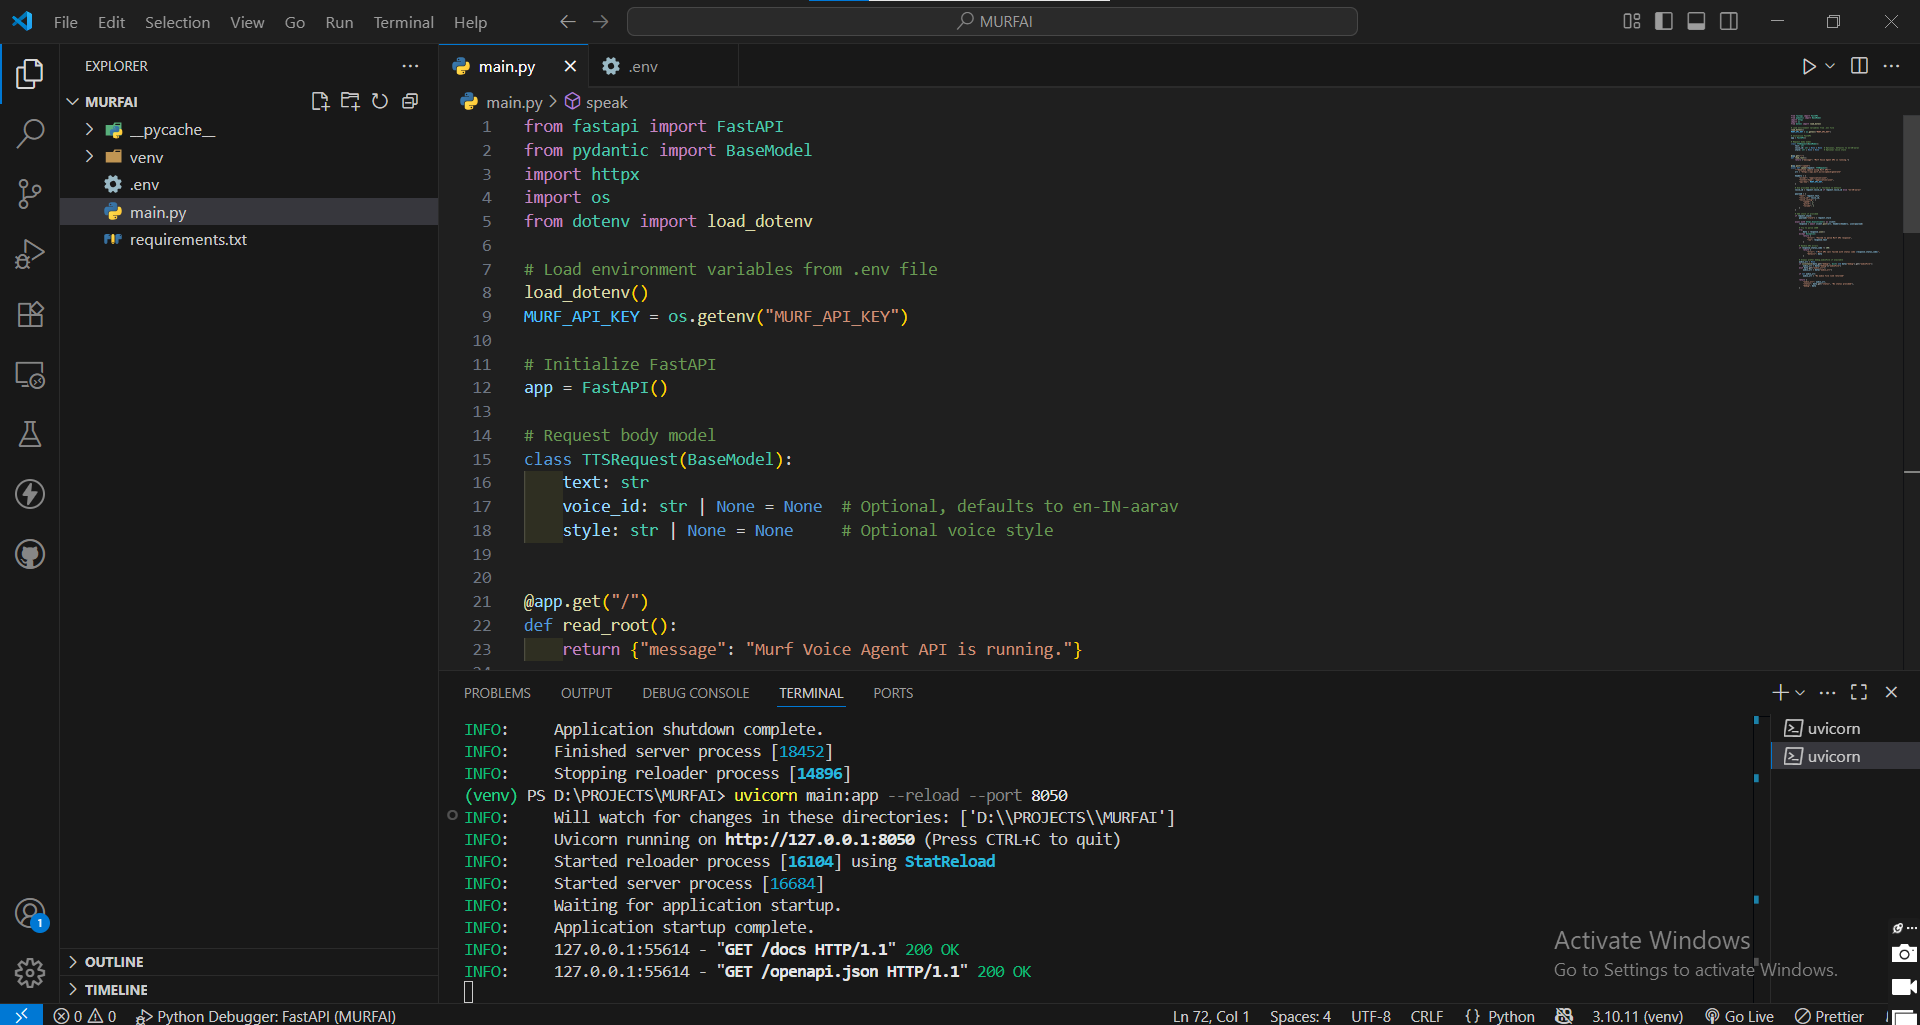 File Edit Selection View Go Run Terminal Help
MURFAI
EXPLORER
MURFAI
__pycache__
venv
.env
main.py
requirements.txt
OUTLINE
TIMELINE
main.py
.env
main.py > speak
1 from fastapi import FastAPI
2 from pydantic import BaseModel
3 import httpx
4 import os
5 from dotenv import load_dotenv
6
7 # Load environment variables from .env file
8 load_dotenv()
9 MURF_API_KEY = os.getenv("MURF_API_KEY")
10
11 # Initialize FastAPI
12 app = FastAPI()
13
14 # Request body model
15 class TTSRequest(BaseModel):
16     text: str
17     voice_id: str | None = None  # Optional, defaults to en-IN-aarav
18     style: str | None = None     # Optional voice style
19
20
21 @app.get("/")
22 def read_root():
23     return {"message": "Murf Voice Agent API is running."}
PROBLEMS OUTPUT DEBUG CONSOLE TERMINAL PORTS
INFO:     Application shutdown complete.
INFO:     Finished server process [18452]
INFO:     Stopping reloader process [14896]
(venv) PS D:\PROJECTS\MURFAI> uvicorn main:app --reload --port 8050
INFO:     Will watch for changes in these directories: ['D:\\PROJECTS\\MURFAI']
INFO:     Uvicorn running on http://127.0.0.1:8050 (Press CTRL+C to quit)
INFO:     Started reloader process [16104] using StatReload
INFO:     Started server process [16684]
INFO:     Waiting for application startup.
INFO:     Application startup complete.
INFO:     127.0.0.1:55614 - "GET /docs HTTP/1.1" 200 OK
INFO:     127.0.0.1:55614 - "GET /openapi.json HTTP/1.1" 200 OK
uvicorn
uvicorn
Activate Windows
Go to Settings to activate Windows.
1
0 0 Python Debugger: FastAPI (MURFAI)
Ln 72, Col 1 Spaces: 4 UTF-8 CRLF {} Python 3.10.11 (venv) Go Live Prettier